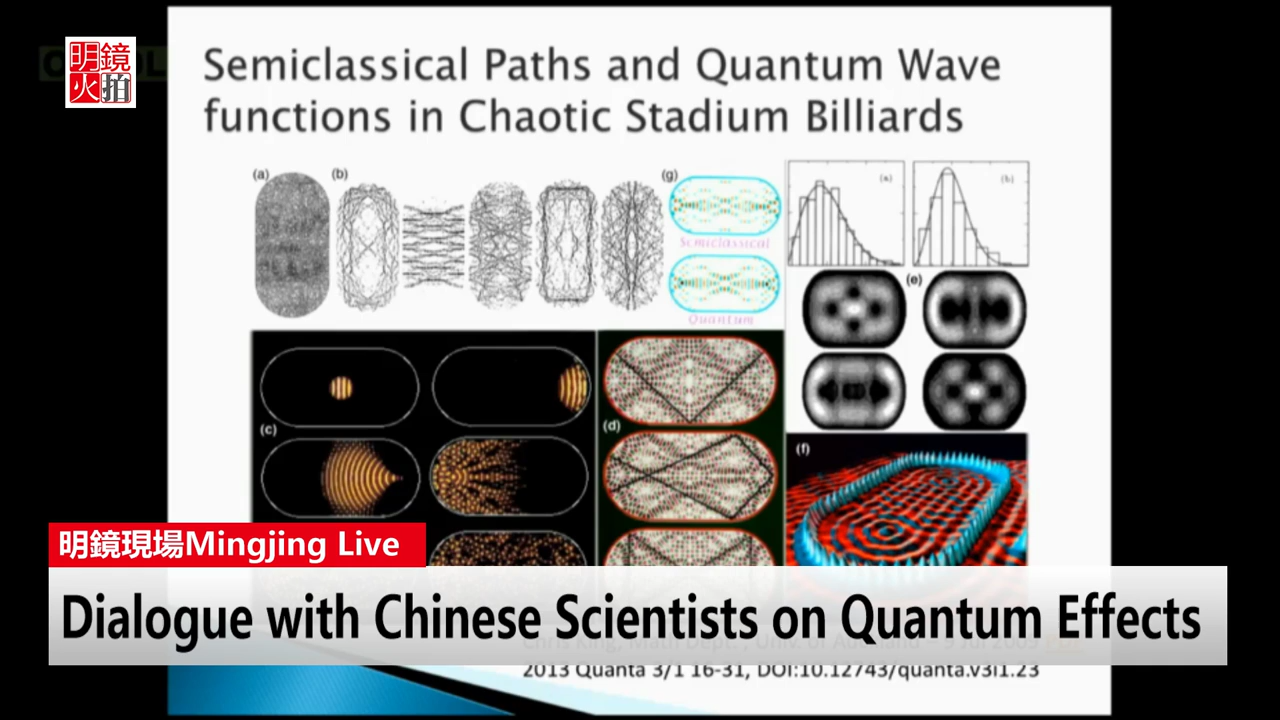 明鏡
火拍
Semiclassical Paths and Quantum Wave
functions in Chaotic Stadium Billiards
(a)
(b)
(g)
(a)
(b)
Semiclassical
(e)
Quantum
(c)
(d)
(f)
明鏡現場Mingjing Live
Dialogue with Chinese Scientists on Quantum Effects
2013 Quanta 3/1 16-31, DOI:10.12743/quanta.v3i1.23